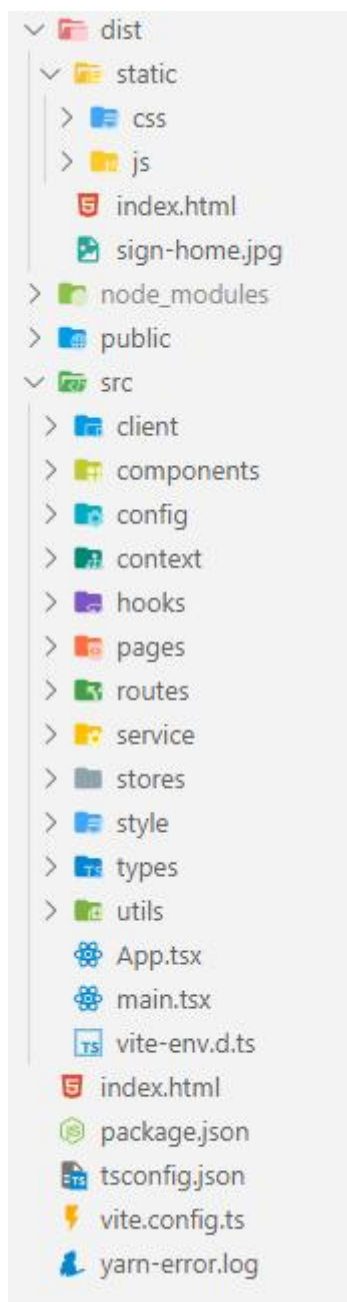 dist
static
css
js
index.html
sign-home.jpg
node_modules
public
src
client
components
config
context
hooks
pages
routes
service
stores
style
types
utils
App.tsx
main.tsx
vite-env.d.ts
index.html
package.json
tsconfig.json
vite.config.ts
yarn-error.log